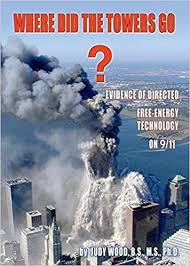 WHERE DID THE TOWERS GO
?
EVIDENCE OF DIRECTED
FREE-ENERGY
TECHNOLOGY
ON 9/11
by JUDY WOOD, B.S., M.S., Ph.D.